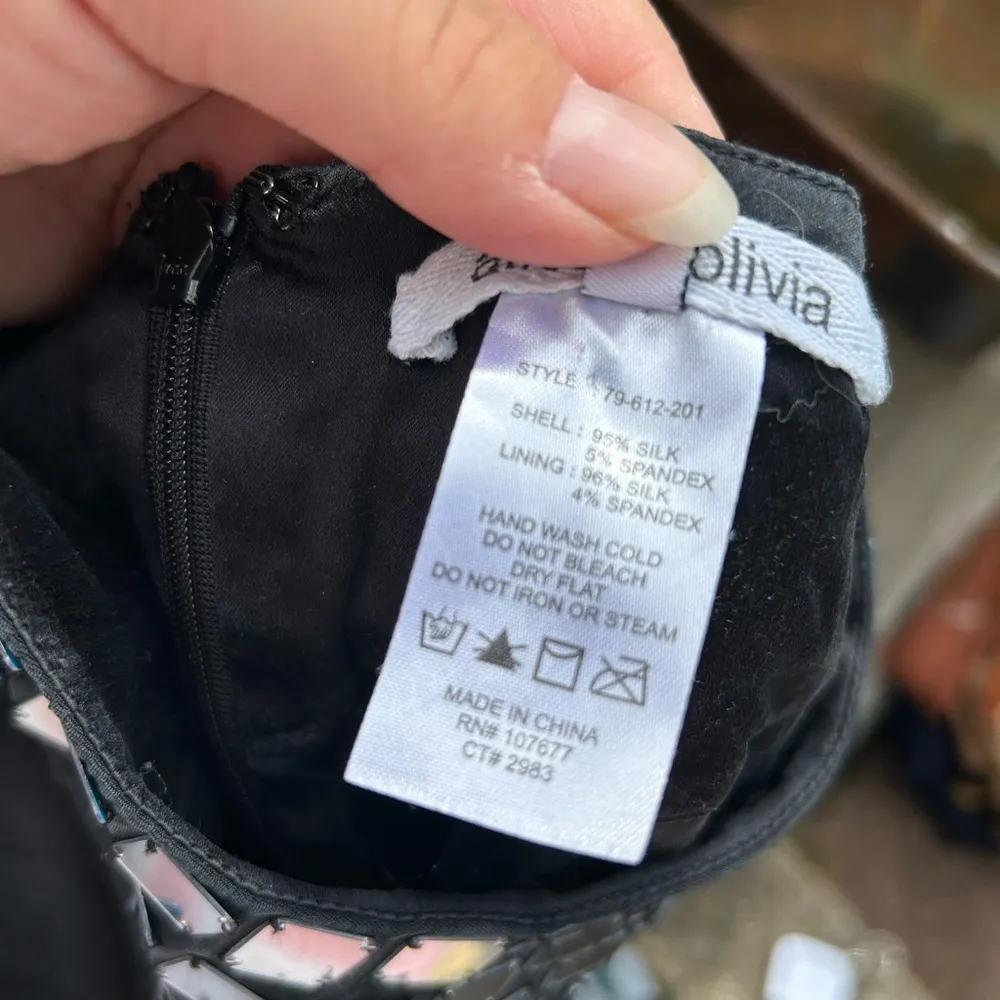 olivia
STYLE : 79-612-201
SHELL : 95% SILK
5% SPANDEX
LINING : 96% SILK
4% SPANDEX
HAND WASH COLD
DO NOT BLEACH
DRY FLAT
DO NOT IRON OR STEAM
MADE IN CHINA
RN# 107677
CT# 2983